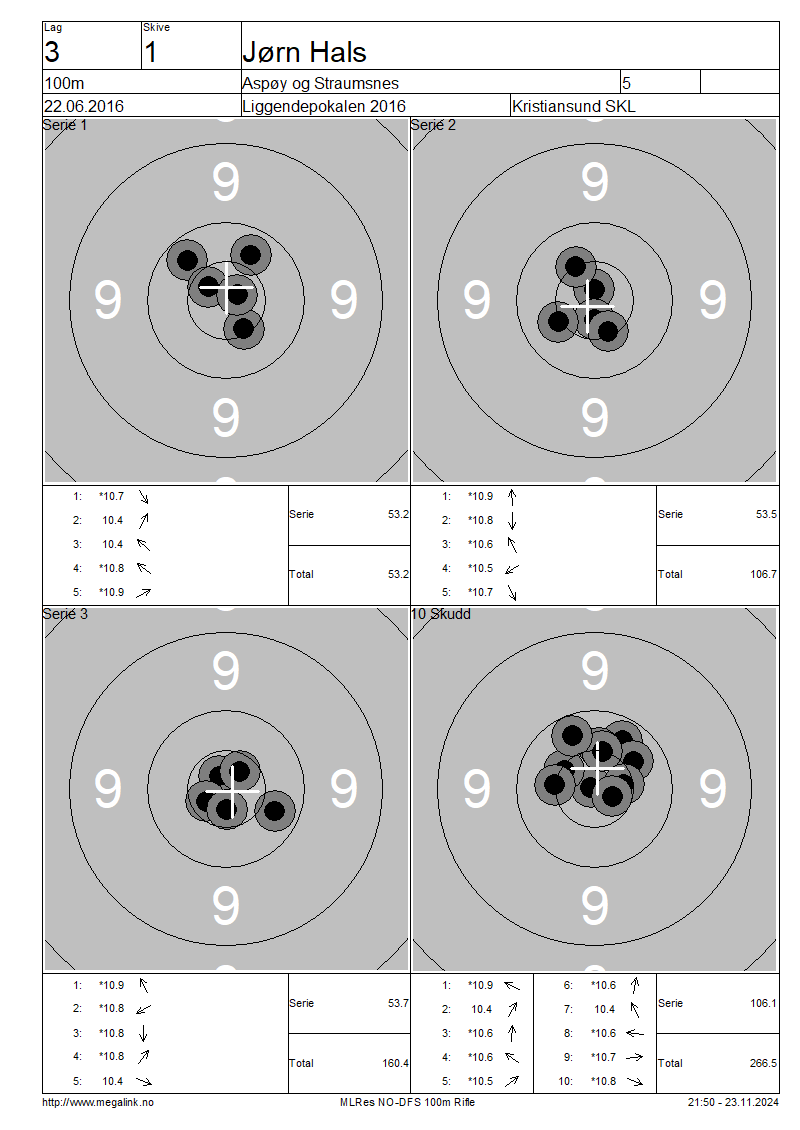 Lag Skive
3 1 Jørn Hals
100m Aspøy og Straumsnes 5
22.06.2016 Liggendepokalen 2016 Kristiansund SKL
Serie 1 Serie 2
9 9
9 9 9 9
9 9
1: *10.7 1: *10.9
2: 10.4 2: *10.8
Serie 53.2 Serie 53.5
3: 10.4 3: *10.6
4: *10.8 4: *10.5
Total 53.2 Total 106.7
5: *10.9 5: *10.7
Serie 3 10 Skudd
9 9
9 9 9 9
9 9
1: *10.9 1: *10.9 6: *10.6
2: *10.8 2: 10.4 7: 10.4
Serie 53.7 Serie 106.1
3: *10.8 3: *10.6 8: *10.6
4: *10.8 4: *10.6 9: *10.7
Total 160.4 Total 266.5
5: 10.4 5: *10.5 10: *10.8
http://www.megalink.no MLRes NO-DFS 100m Rifle 21:50 - 23.11.2024